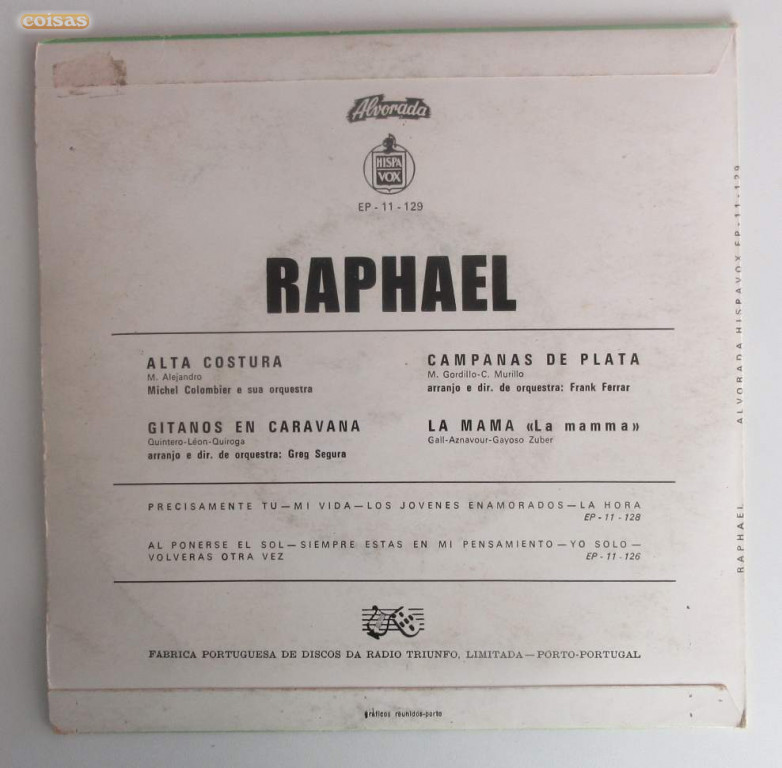 coisas
Alvorada
HISPA
VOX
EP - 11 - 129
RAPHAEL
ALTA COSTURA
M. Alejandro
Michel Colombier e sua orquestra
CAMPANAS DE PLATA
M. Gordillo-C. Murillo
arranjo e dir. de orquestra: Frank Ferrar
GITANOS EN CARAVANA
Quintero-Léon-Quiroga
arranjo e dir. de orquestra: Greg Segura
LA MAMA «La mamma»
Gall-Aznavour-Gayoso Zuber
PRECISAMENTE TU — MI VIDA — LOS JOVENES ENAMORADOS — LA HORA
EP - 11 - 128
AL PONERSE EL SOL — SIEMPRE ESTAS EN MI PENSAMIENTO — YO SOLO —
VOLVERAS OTRA VEZ
EP - 11 - 126
FABRICA PORTUGUESA DE DISCOS DA RADIO TRIUNFO, LIMITADA — PORTO-PORTUGAL
gráficos reunidos-porto
RAPHAEL ALVORADA HISPAVOX EP-11-129